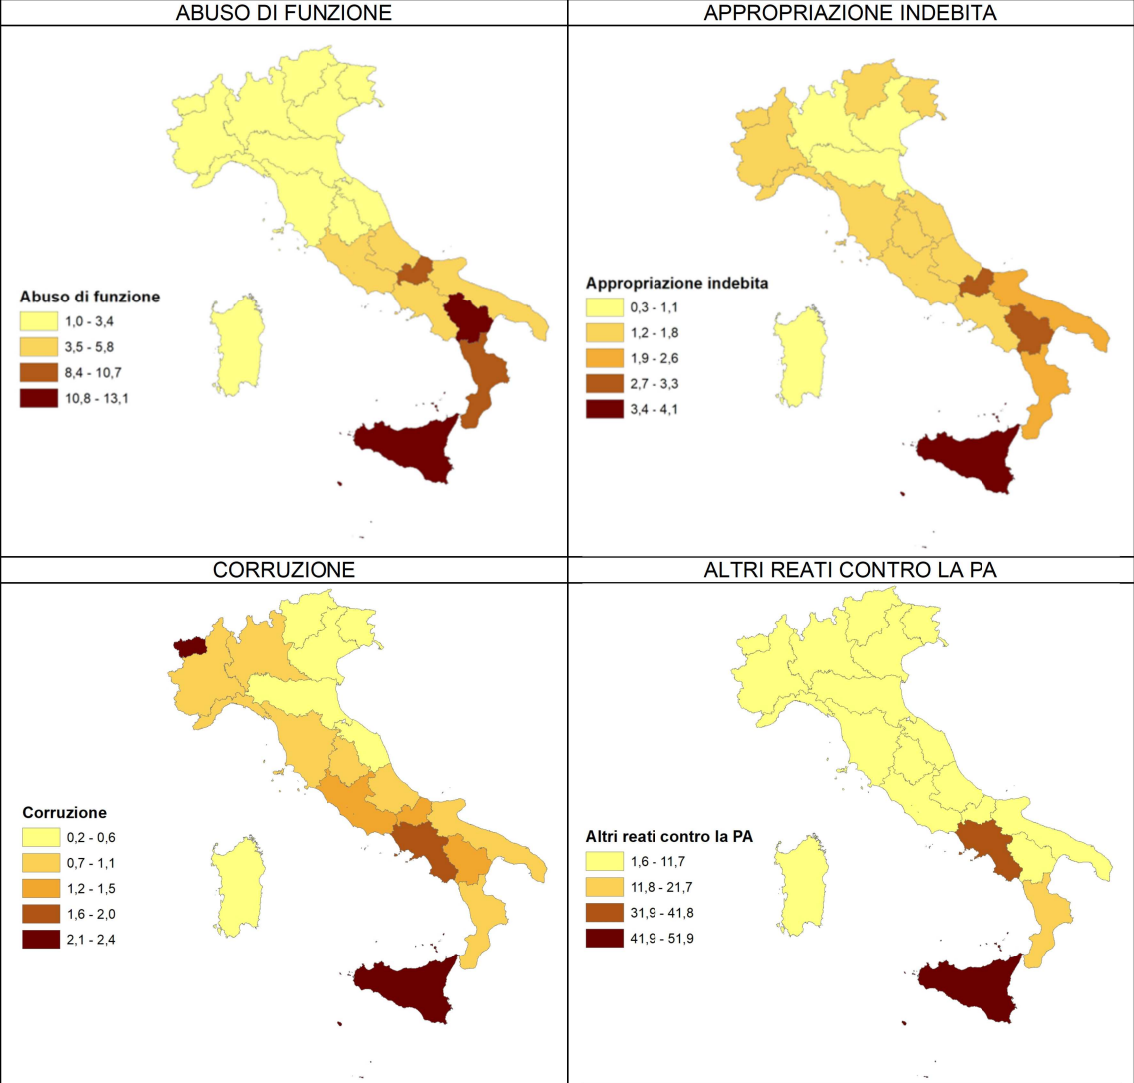 ABUSO DI FUNZIONE
Abuso di funzione
1,0 - 3,4
3,5 - 5,8
8,4 - 10,7
10,8 - 13,1
APPROPRIAZIONE INDEBITA
Appropriazione indebita
0,3 - 1,1
1,2 - 1,8
1,9 - 2,6
2,7 - 3,3
3,4 - 4,1
CORRUZIONE
Corruzione
0,2 - 0,6
0,7 - 1,1
1,2 - 1,5
1,6 - 2,0
2,1 - 2,4
ALTRI REATI CONTRO LA PA
Altri reati contro la PA
1,6 - 11,7
11,8 - 21,7
31,9 - 41,8
41,9 - 51,9